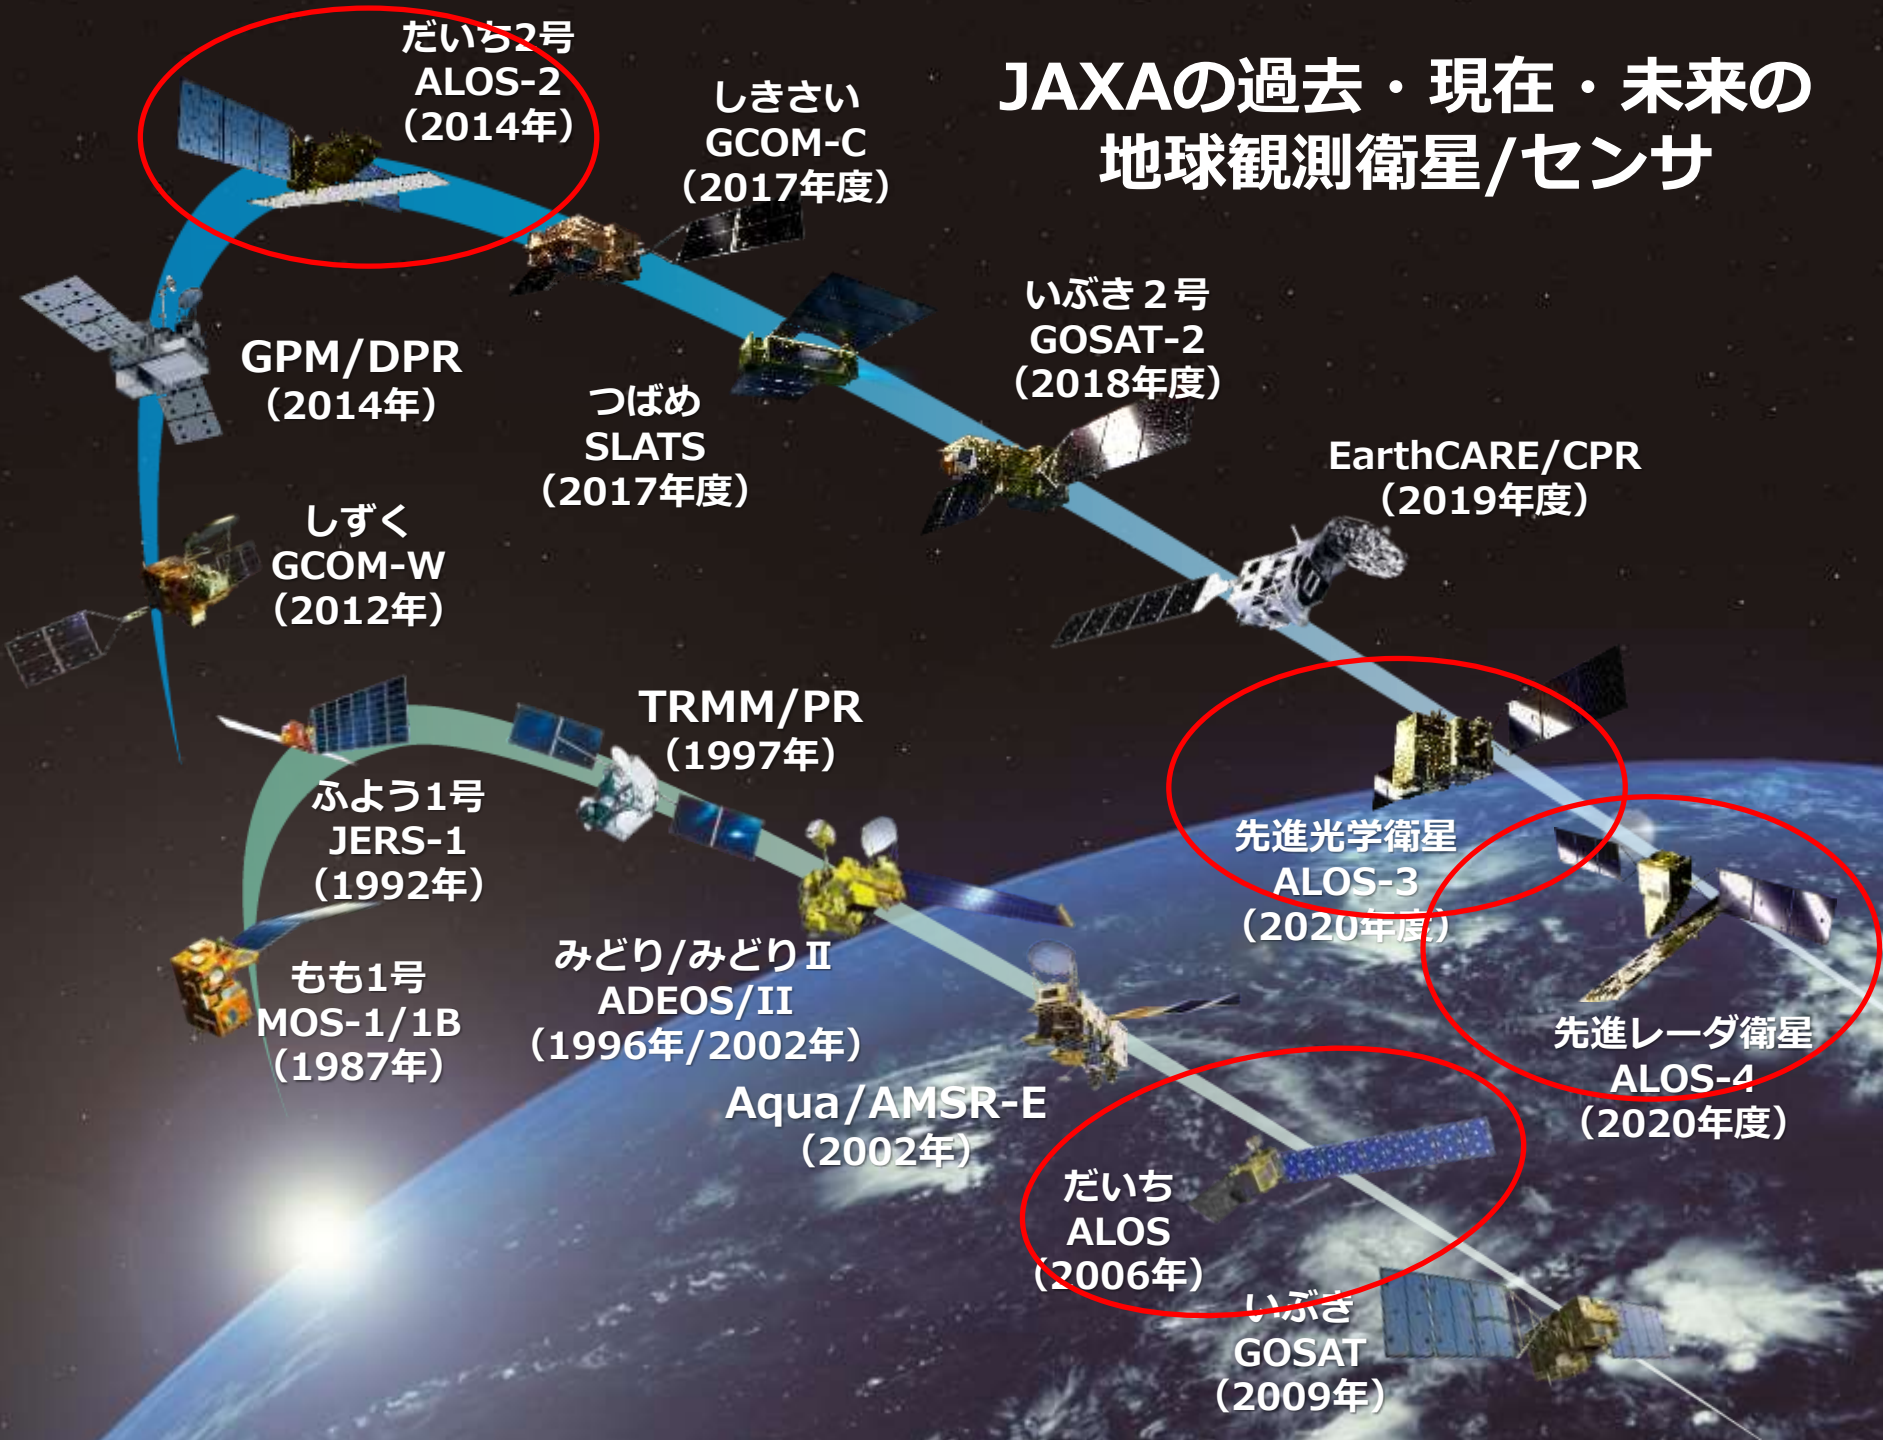 JAXAの過去・現在・未来の
地球観測衛星/センサ
だいち2号
ALOS-2
（2014年）
しきさい
GCOM-C
（2017年度）
いぶき２号
GOSAT-2
（2018年度）
GPM/DPR
（2014年）
つばめ
SLATS
（2017年度）
EarthCARE/CPR
（2019年度）
しずく
GCOM-W
（2012年）
TRMM/PR
（1997年）
ふよう1号
JERS-1
（1992年）
先進光学衛星
ALOS-3
（2020年度）
もも1号
MOS-1/1B
（1987年）
みどり/みどりⅡ
ADEOS/II
（1996年/2002年）
先進レーダ衛星
ALOS-4
（2020年度）
Aqua/AMSR-E
（2002年）
だいち
ALOS
（2006年）
いぶき
GOSAT
（2009年）